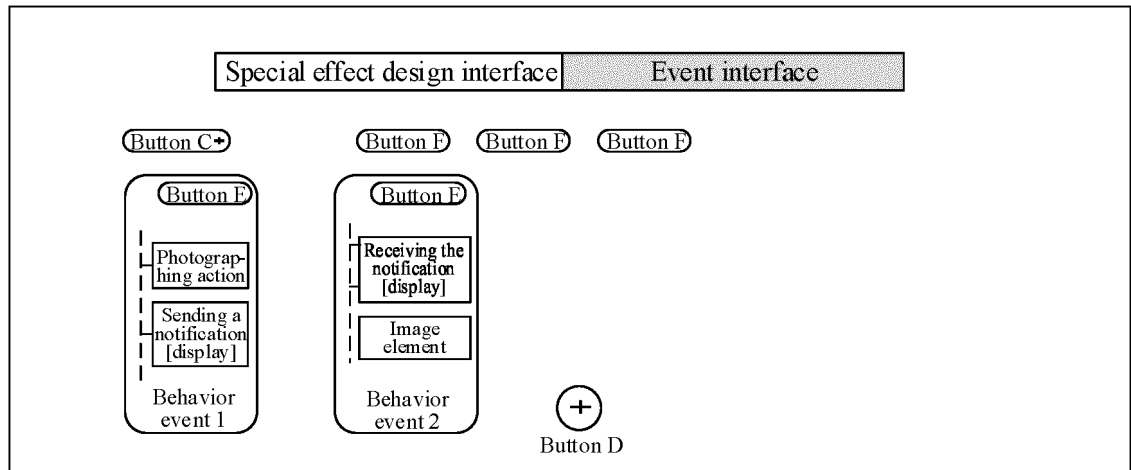 Special effect design interface Event interface
Button C+ Button F Button F Button F
Button E
Photograp-
hing action
Sending a
notification
[display]
Behavior
event 1
Button E
Receiving the
notification
[display]
Image
element
Behavior
event 2
+
Button D